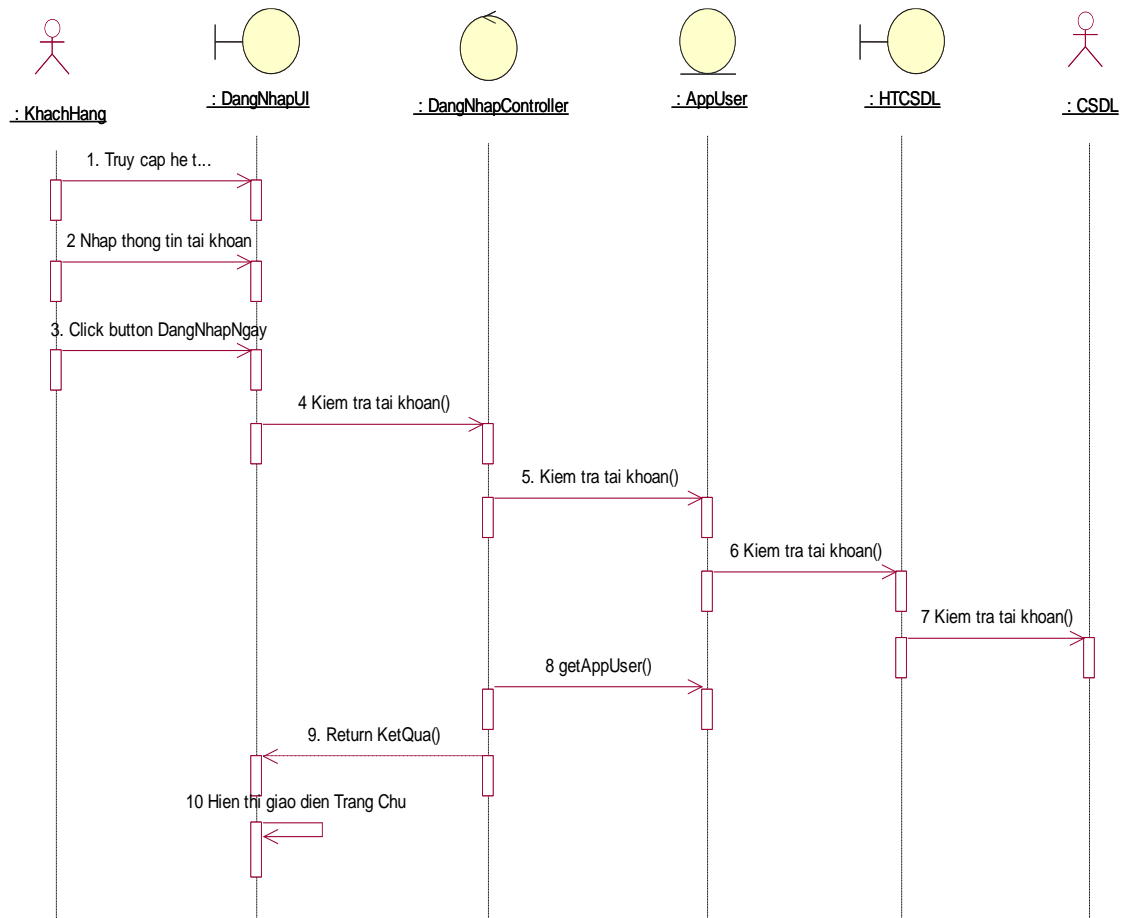 : KhachHang
: DangNhapUI
: DangNhapController
: AppUser
: HTCSDL
: CSDL
1. Truy cap he t...
2 Nhap thong tin tai khoan
3. Click button DangNhapNgay
4 Kiem tra tai khoan()
5. Kiem tra tai khoan()
6 Kiem tra tai khoan()
7 Kiem tra tai khoan()
8 getAppUser()
9. Return KetQua()
10 Hien thi giao dien Trang Chu